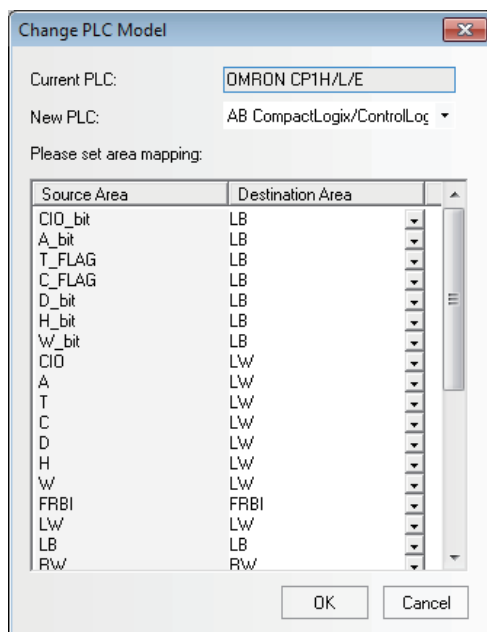 Change PLC Model
Current PLC: OMRON CP1H/L/E
New PLC: AB CompactLogix/ControlLog
Please set area mapping:
Source Area Destination Area
CIO_bit LB
A_bit LB
T_FLAG LB
C_FLAG LB
D_bit LB
H_bit LB
W_bit LB
CIO LW
A LW
T LW
C LW
D LW
H LW
W LW
FRBI FRBI
LW LW
LB LB
RW RW
OK Cancel